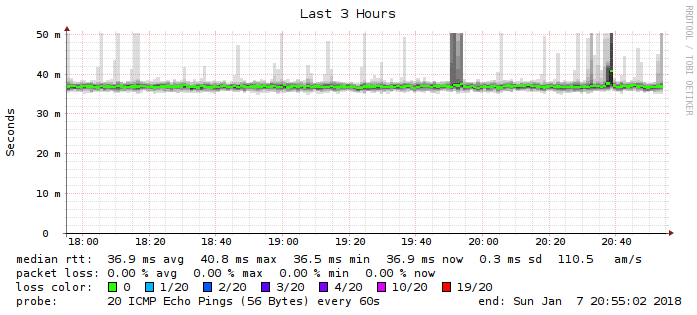 Last 3 Hours
RRDTOOL / TOBI OETIKER
Seconds
50 m
40 m
30 m
20 m
10 m
0
18:00 18:20 18:40 19:00 19:20 19:40 20:00 20:20 20:40
median rtt: 36.9 ms avg 40.8 ms max 36.5 ms min 36.9 ms now 0.3 ms sd 110.5 am/s
packet loss: 0.00 % avg 0.00 % max 0.00 % min 0.00 % now
loss color: 0 1/20 2/20 3/20 4/20 10/20 19/20
probe: 20 ICMP Echo Pings (56 Bytes) every 60s end: Sun Jan 7 20:55:02 2018